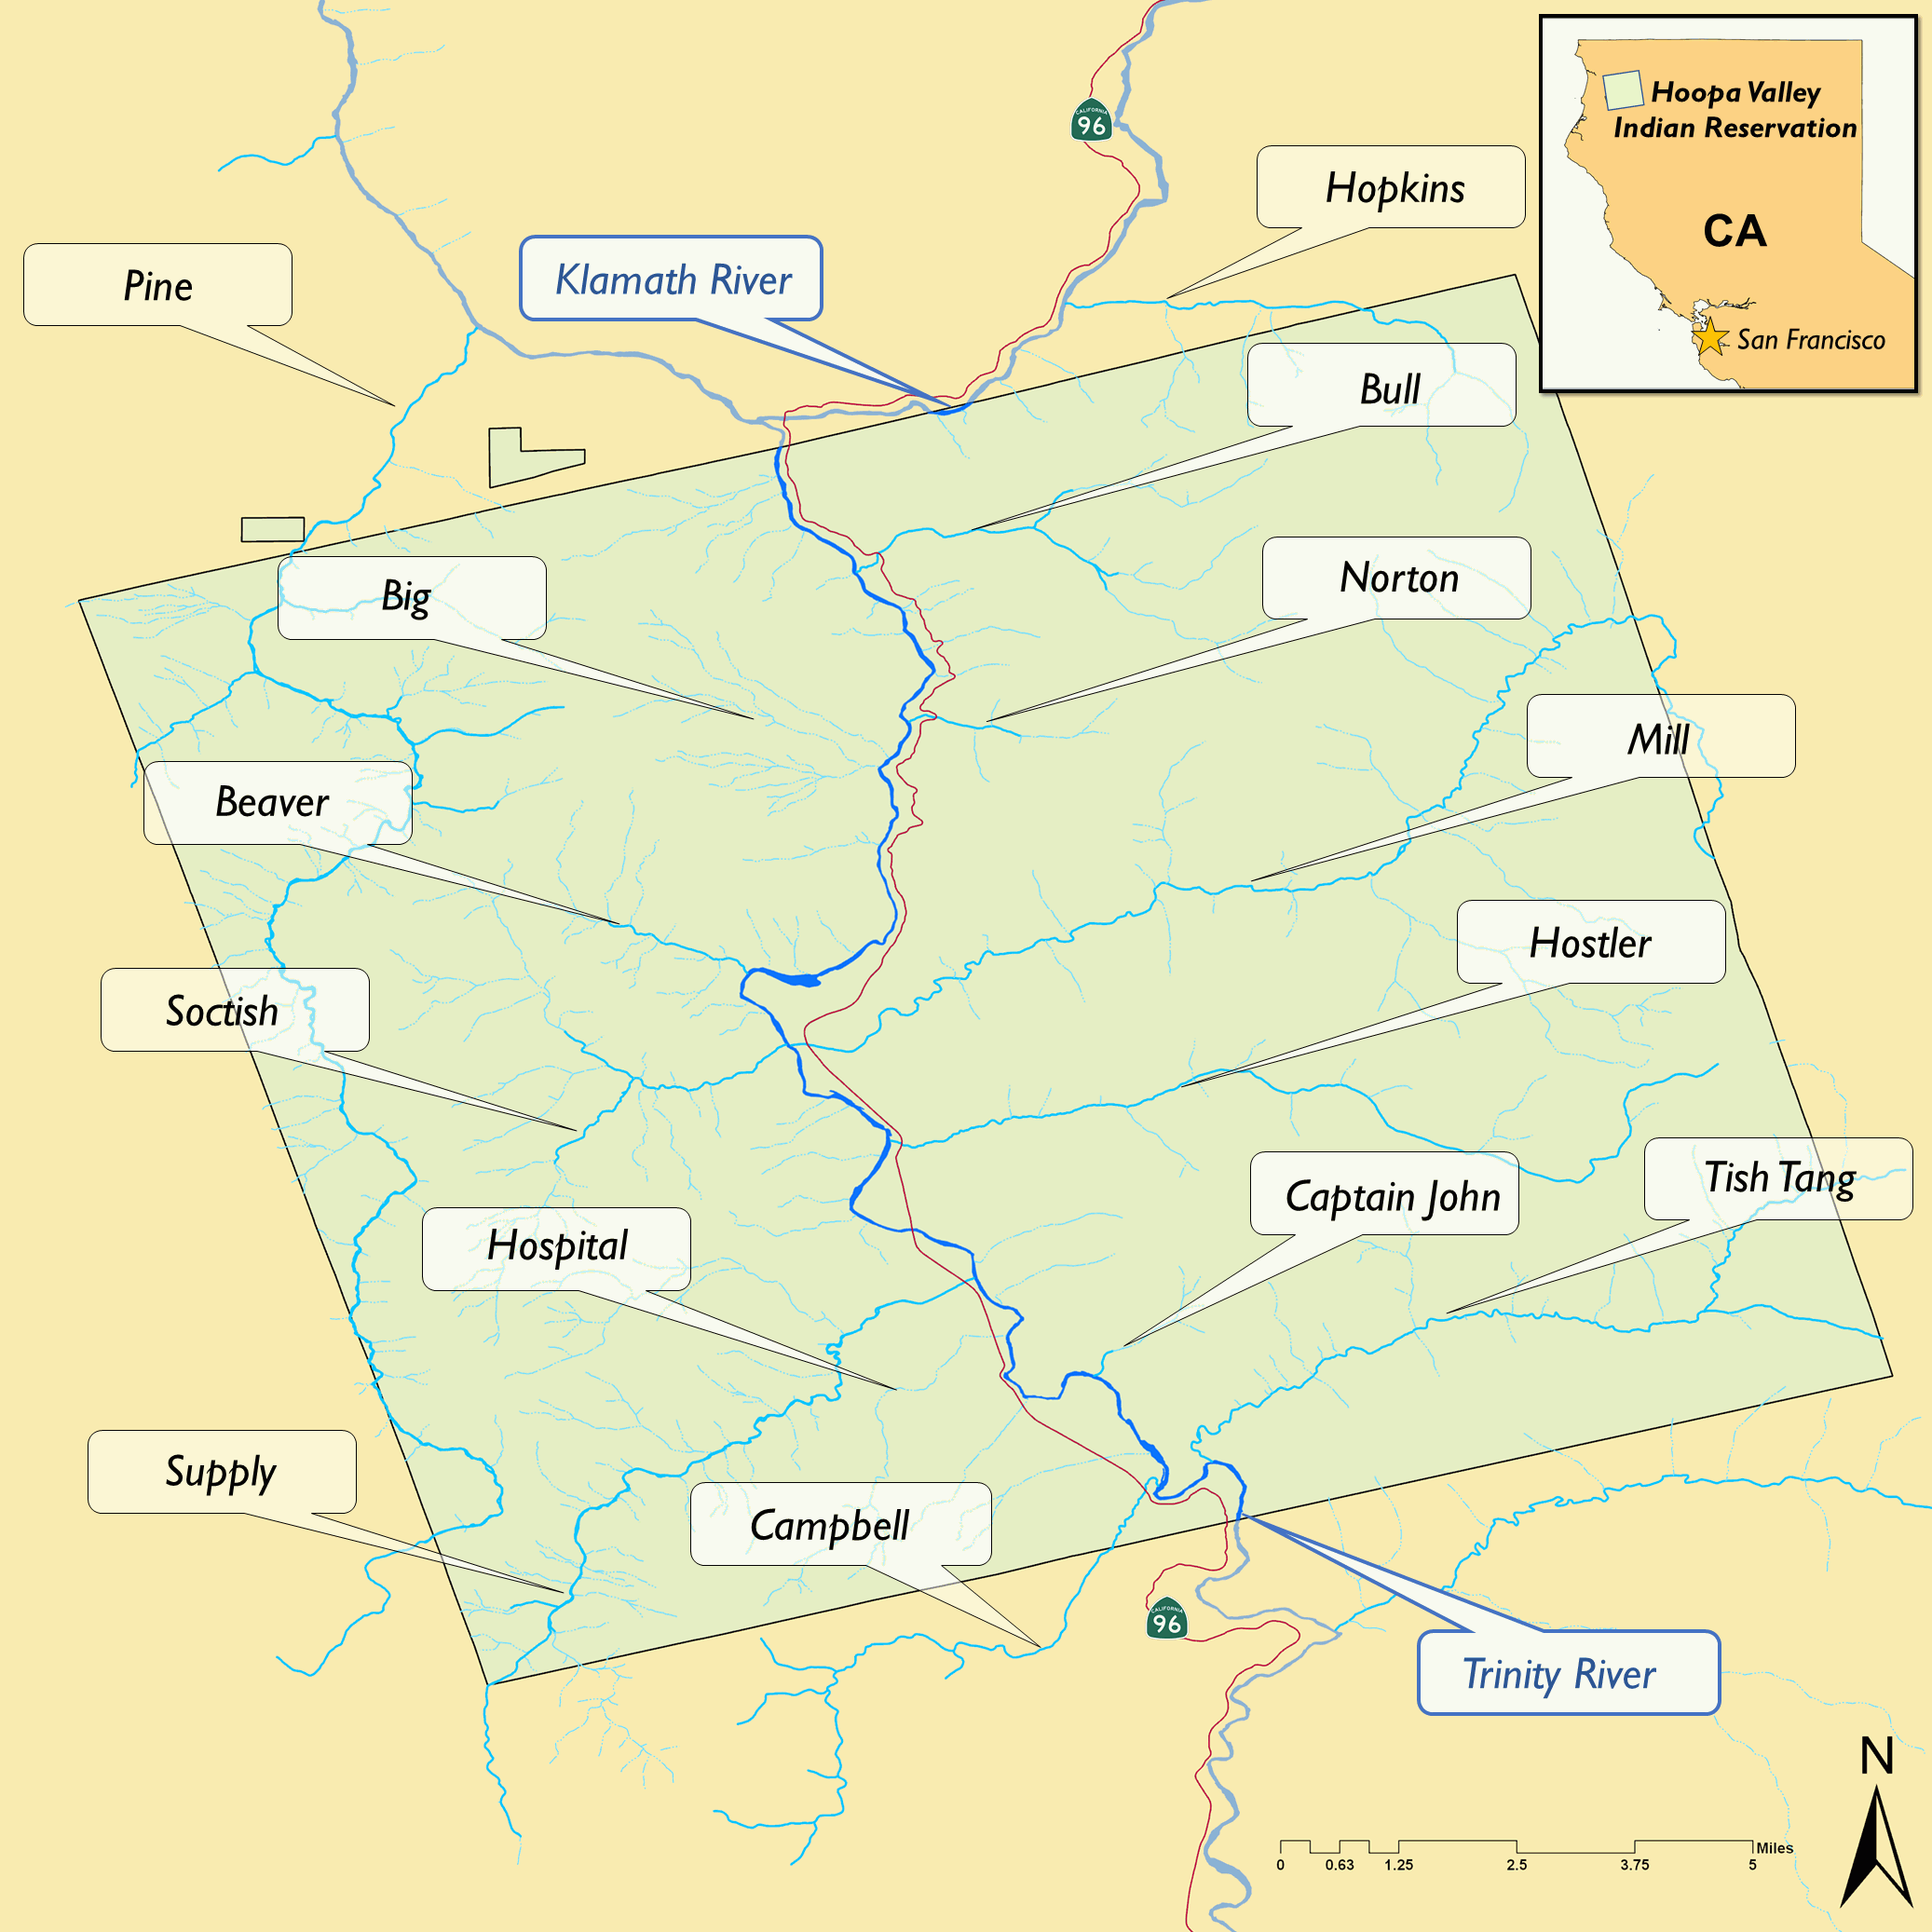 CALIFORNIA
96
Hoopa Valley
Indian Reservation
CA
San Francisco
Hopkins
Pine
Klamath River
Bull
Big
Norton
Mill
Beaver
Hostler
Soctish
Tish Tang
Captain John
Hospital
Supply
Campbell
CALIFORNIA
96
Trinity River
N
Miles
0 0.63 1.25 2.5 3.75 5